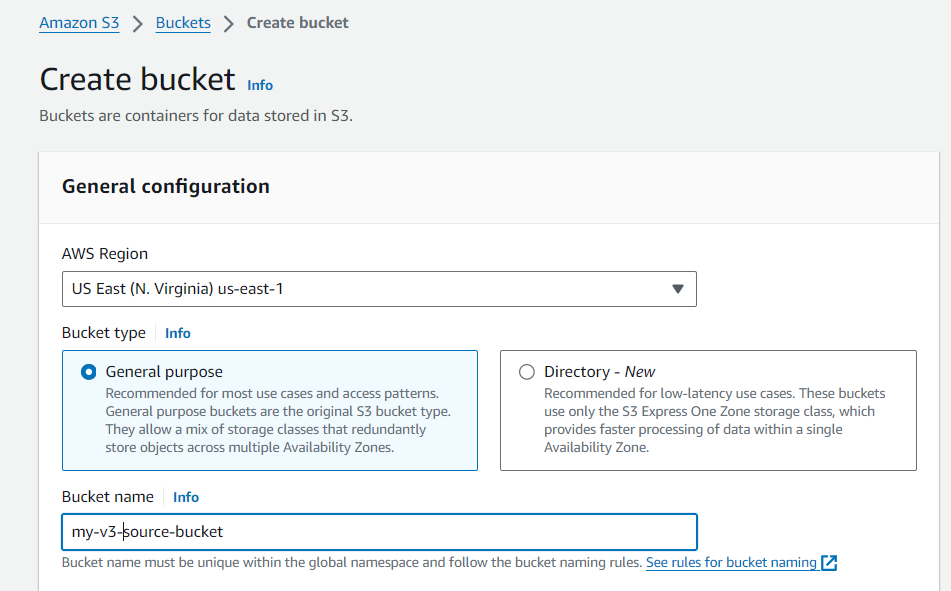 Amazon S3 > Buckets > Create bucket
Create bucket Info
Buckets are containers for data stored in S3.
General configuration
AWS Region
US East (N. Virginia) us-east-1
Bucket type Info
General purpose
Recommended for most use cases and access patterns.
General purpose buckets are the original S3 bucket type.
They allow a mix of storage classes that redundantly
store objects across multiple Availability Zones.
Directory - New
Recommended for low-latency use cases. These buckets
use only the S3 Express One Zone storage class, which
provides faster processing of data within a single
Availability Zone.
Bucket name Info
my-v3-source-bucket
Bucket name must be unique within the global namespace and follow the bucket naming rules. See rules for bucket naming